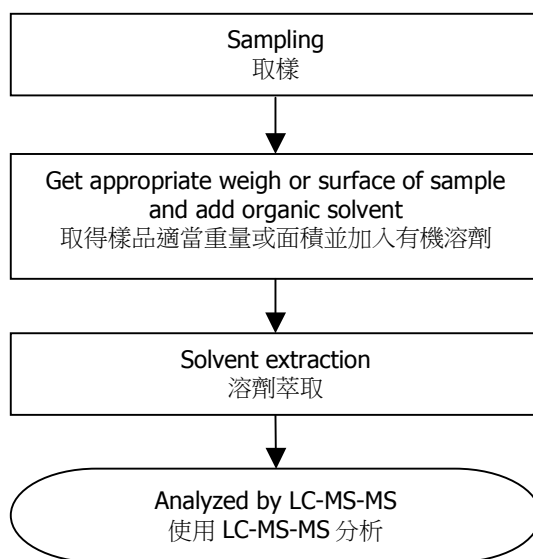 Sampling
取樣
Get appropriate weigh or surface of sample
and add organic solvent
取得樣品適當重量或面積並加入有機溶劑
Solvent extraction
溶劑萃取
Analyzed by LC-MS-MS
使用 LC-MS-MS 分析